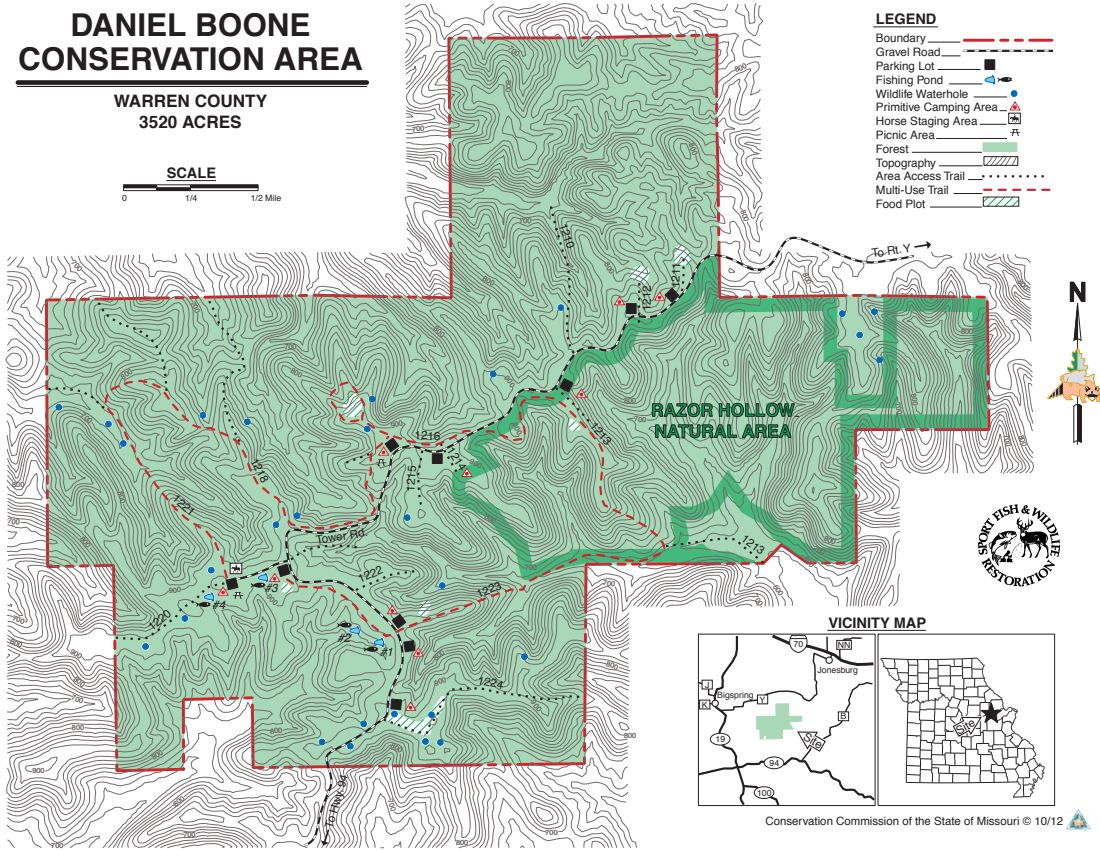 DANIEL BOONE
CONSERVATION AREA
WARREN COUNTY
3520 ACRES
SCALE
0 1/4 1/2 Mile
LEGEND
Boundary
Gravel Road
Parking Lot
Fishing Pond
Wildlife Waterhole
Primitive Camping Area
Horse Staging Area
Picnic Area
Forest
Topography
Area Access Trail
Multi-Use Trail
Food Plot
To Rt. Y
N
1210
1211
1212
RAZOR HOLLOW
NATURAL AREA
1213
1216
1214
1215
1218
1221
Tower Rd.
1213
1222
1223
#3
#4
1220
#2
#1
1224
To Hwy. 94
SPORT FISH & WILDLIFE
RESTORATION
VICINITY MAP
70
NN
Jonesburg
J
Bigspring
K
Y
B
19
Site
94
100
Site
Conservation Commission of the State of Missouri © 10/12